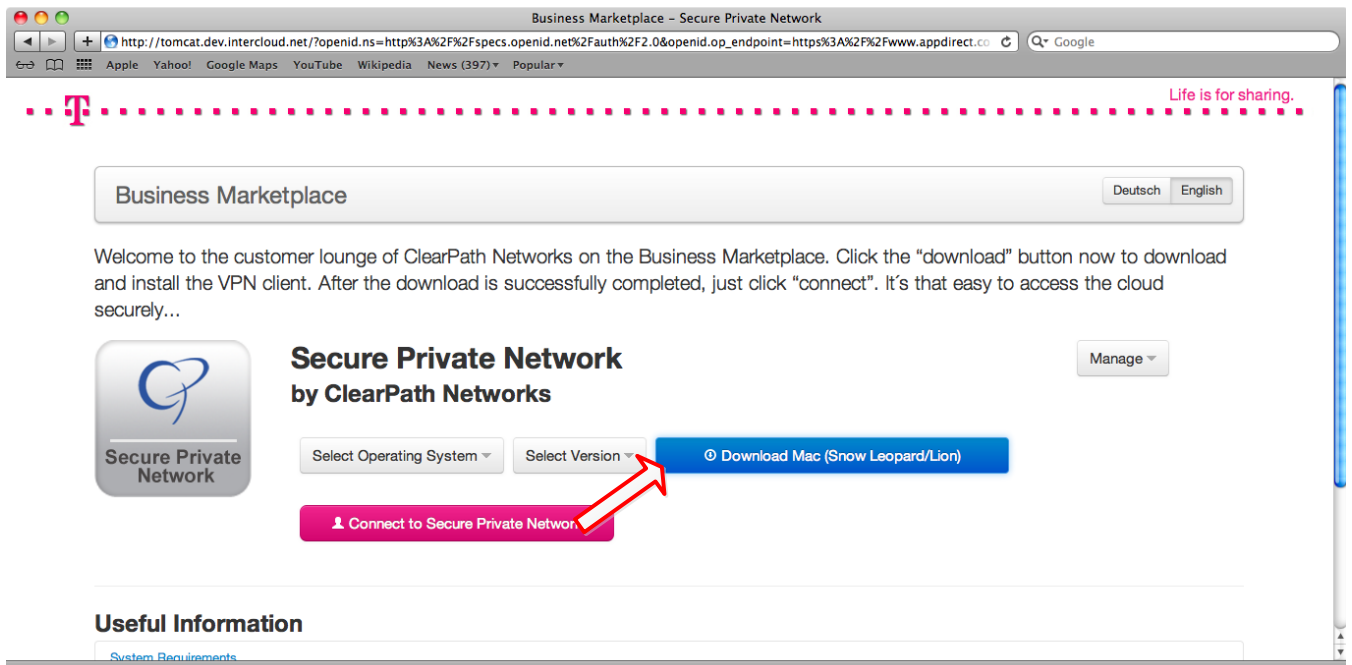 Business Marketplace – Secure Private Network
http://tomcat.dev.intercloud.net/?openid.ns=http%3A%2F%2Fspecs.openid.net%2Fauth%2F2.0&openid.op_endpoint=https%3A%2F%2Fwww.appdirect.co
Google
Apple Yahoo! Google Maps YouTube Wikipedia News (397) Popular
Life is for sharing.
T
Business Marketplace
Deutsch English
Welcome to the customer lounge of ClearPath Networks on the Business Marketplace. Click the “download” button now to download
and install the VPN client. After the download is successfully completed, just click “connect”. It´s that easy to access the cloud
securely...
Secure Private Network
by ClearPath Networks
Manage
Secure Private
Network
Select Operating System
Select Version
Download Mac (Snow Leopard/Lion)
Connect to Secure Private Network
Useful Information
System Requirements